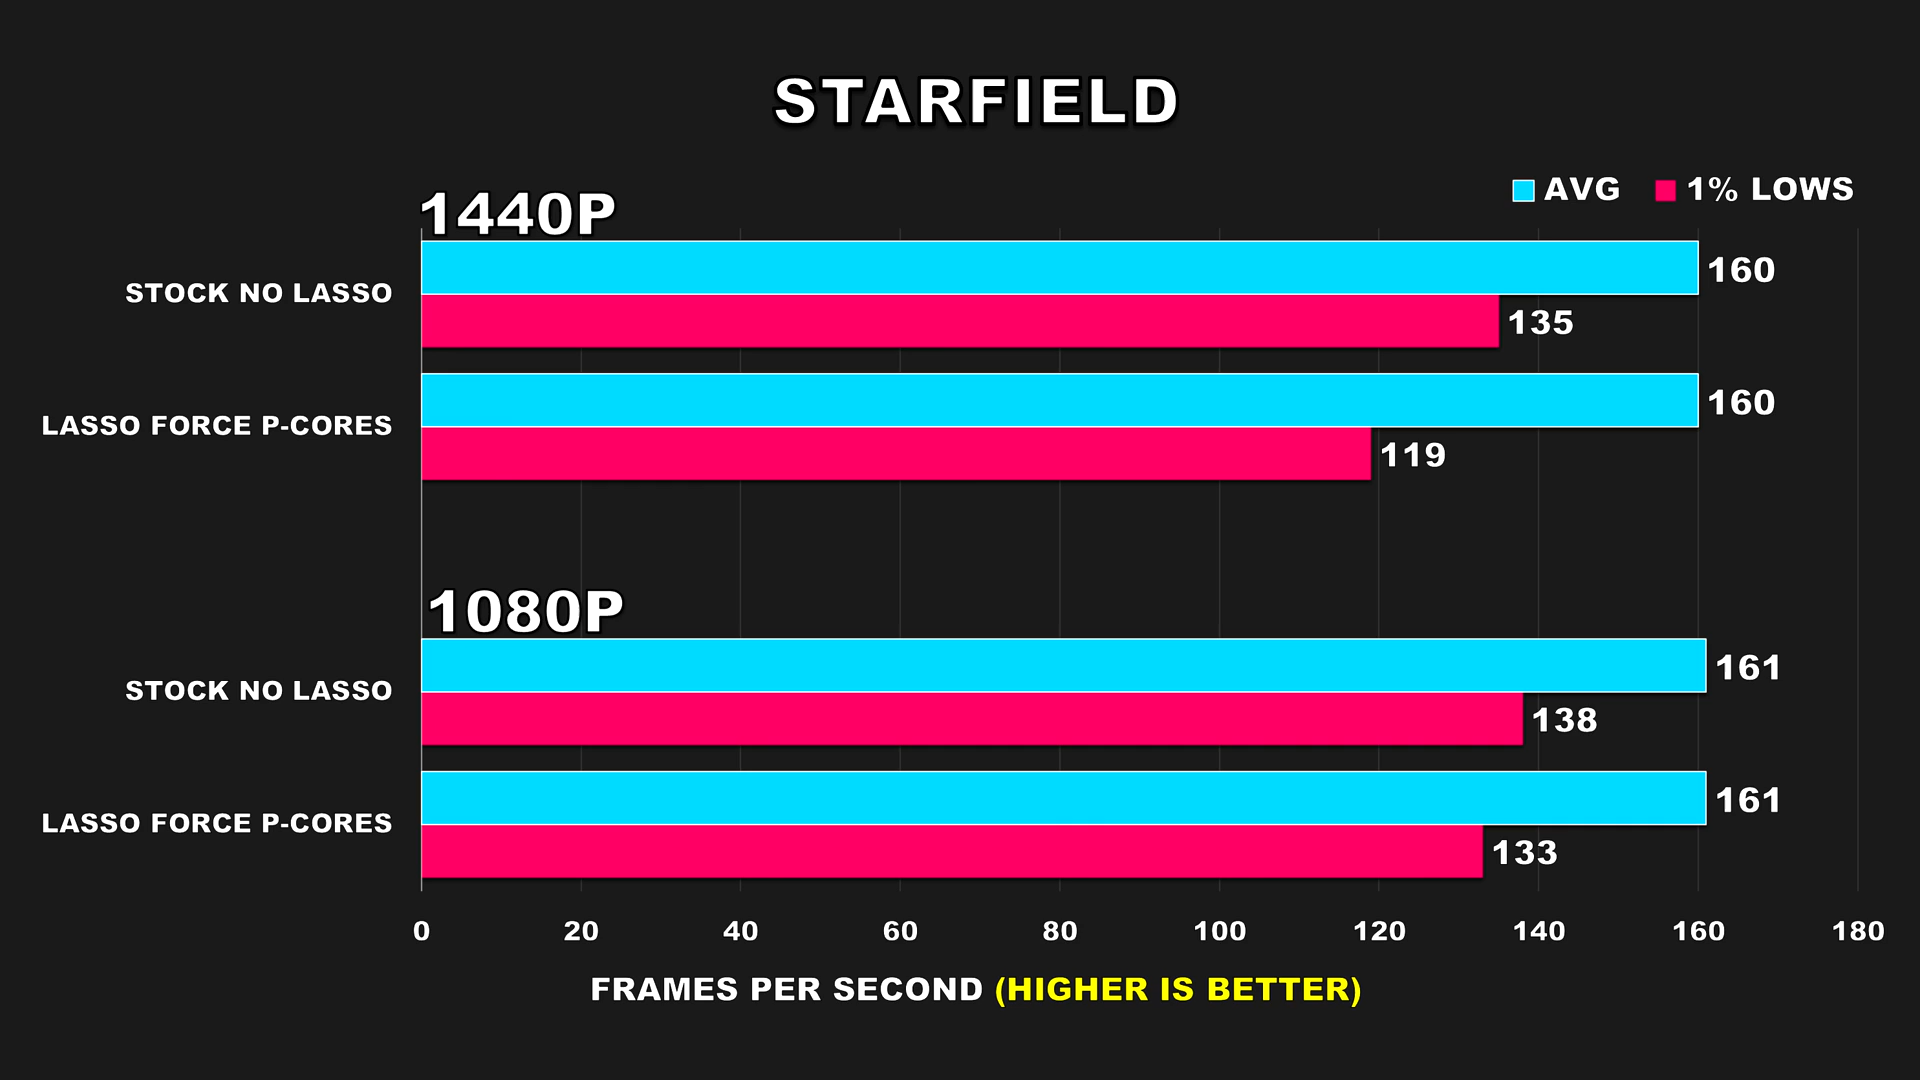 STARFIELD
AVG 1% LOWS
1440P
STOCK NO LASSO 160
135
LASSO FORCE P-CORES 160
119
1080P
STOCK NO LASSO 161
138
LASSO FORCE P-CORES 161
133
0 20 40 60 80 100 120 140 160 180
FRAMES PER SECOND (HIGHER IS BETTER)